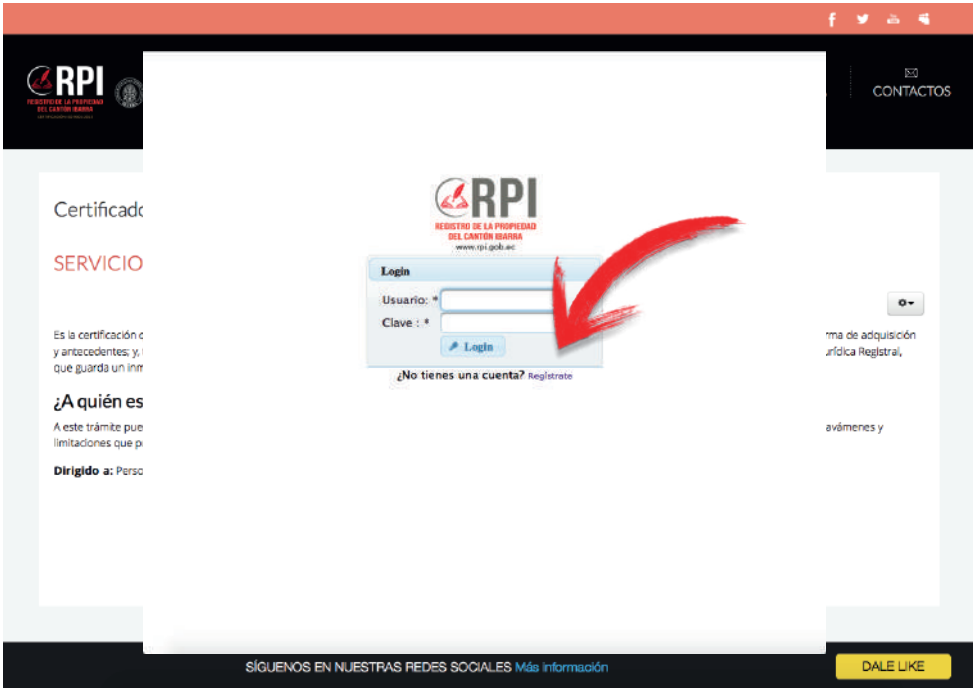 RPI
REGISTRO DE LA PROPIEDAD
DEL CANTÓN IBARRA
CONTACTOS
RPI
REGISTRO DE LA PROPIEDAD
DEL CANTÓN IBARRA
www.rpi.gob.ec
Login
Usuario: *
Clave : *
Login
¿No tienes una cuenta? Regístrate
Certificado
SERVICIO
Es la certificación
rma de adquisición
y antecedentes; y,
urídica Registral,
que guarda un inm
¿A quién es
A este trámite pue
avámenes y
limitaciones que p
Dirigido a: Perso
SÍGUENOS EN NUESTRAS REDES SOCIALES Más información
DALE LIKE